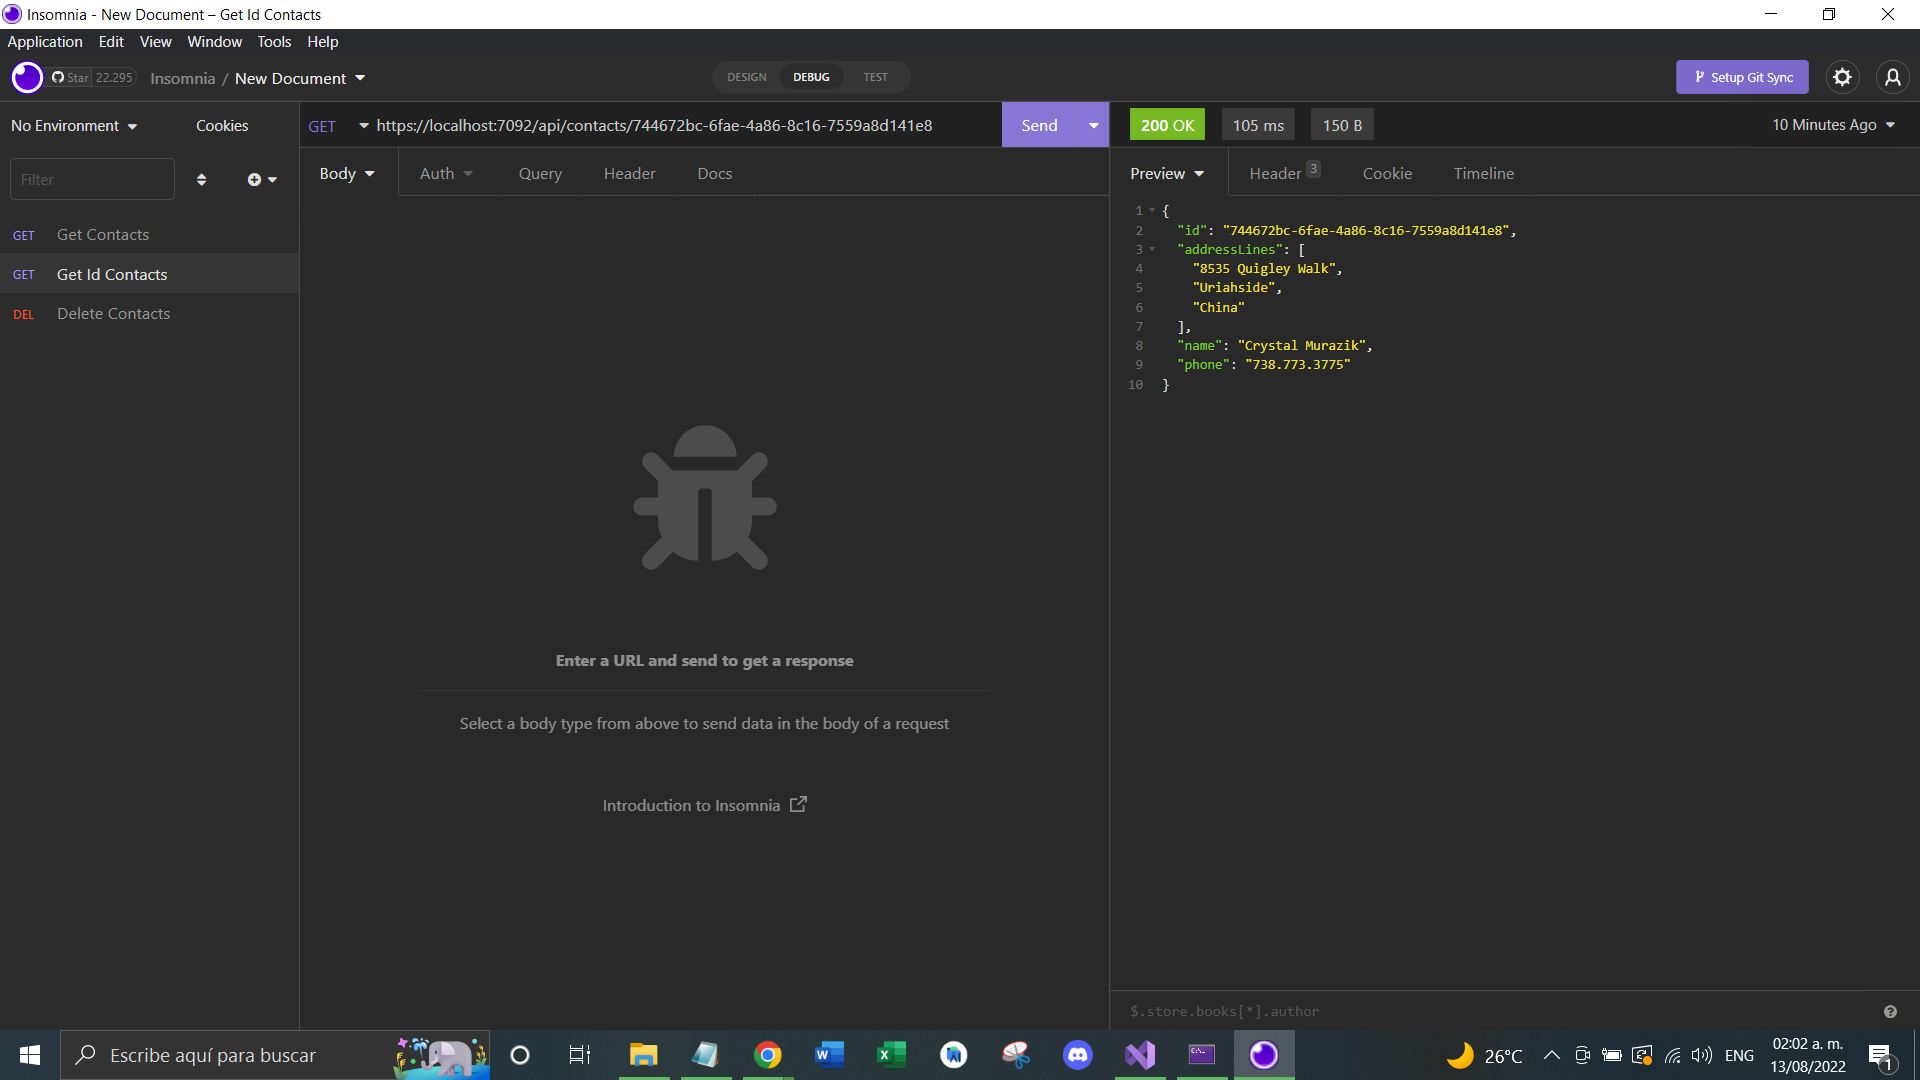 Insomnia - New Document – Get Id Contacts
Application Edit View Window Tools Help
Star 22.295 Insomnia / New Document
DESIGN DEBUG TEST
Setup Git Sync
No Environment Cookies
GET https://localhost:7092/api/contacts/744672bc-6fae-4a86-8c16-7559a8d141e8 Send
200 OK 105 ms 150 B 10 Minutes Ago
Filter
Body Auth Query Header Docs
Preview Header 3 Cookie Timeline
GET Get Contacts
GET Get Id Contacts
DEL Delete Contacts
Enter a URL and send to get a response
Select a body type from above to send data in the body of a request
Introduction to Insomnia
1 {
2 "id": "744672bc-6fae-4a86-8c16-7559a8d141e8",
3 "addressLines": [
4 "8535 Quigley Walk",
5 "Uriahside",
6 "China"
7 ],
8 "name": "Crystal Murazik",
9 "phone": "738.773.3775"
10 }
$.store.books[*].author
Escribe aquí para buscar
26°C ENG 02:02 a. m.
13/08/2022
1